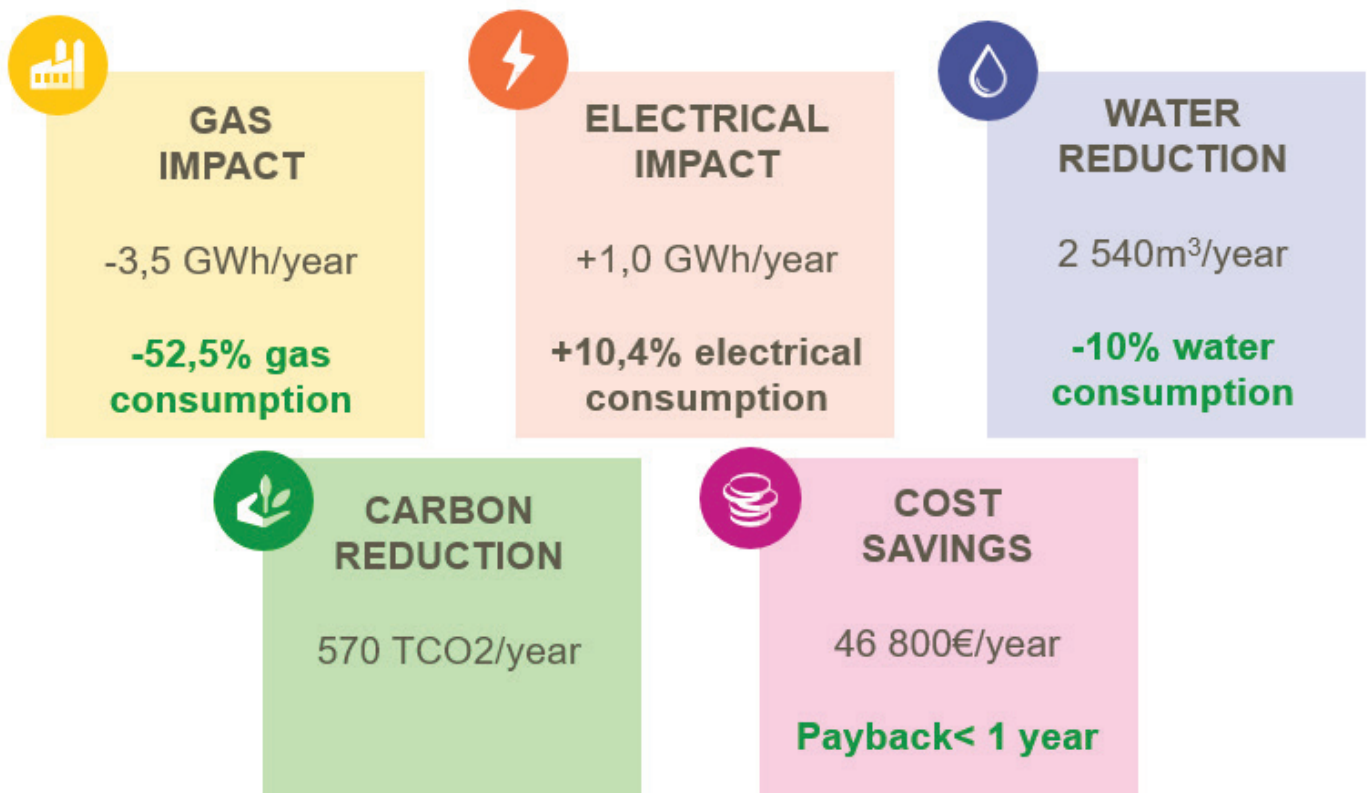 GAS
IMPACT
-3,5 GWh/year
-52,5% gas
consumption
ELECTRICAL
IMPACT
+1,0 GWh/year
+10,4% electrical
consumption
WATER
REDUCTION
2 540m³/year
-10% water
consumption
CARBON
REDUCTION
570 TCO2/year
COST
SAVINGS
46 800€/year
Payback< 1 year